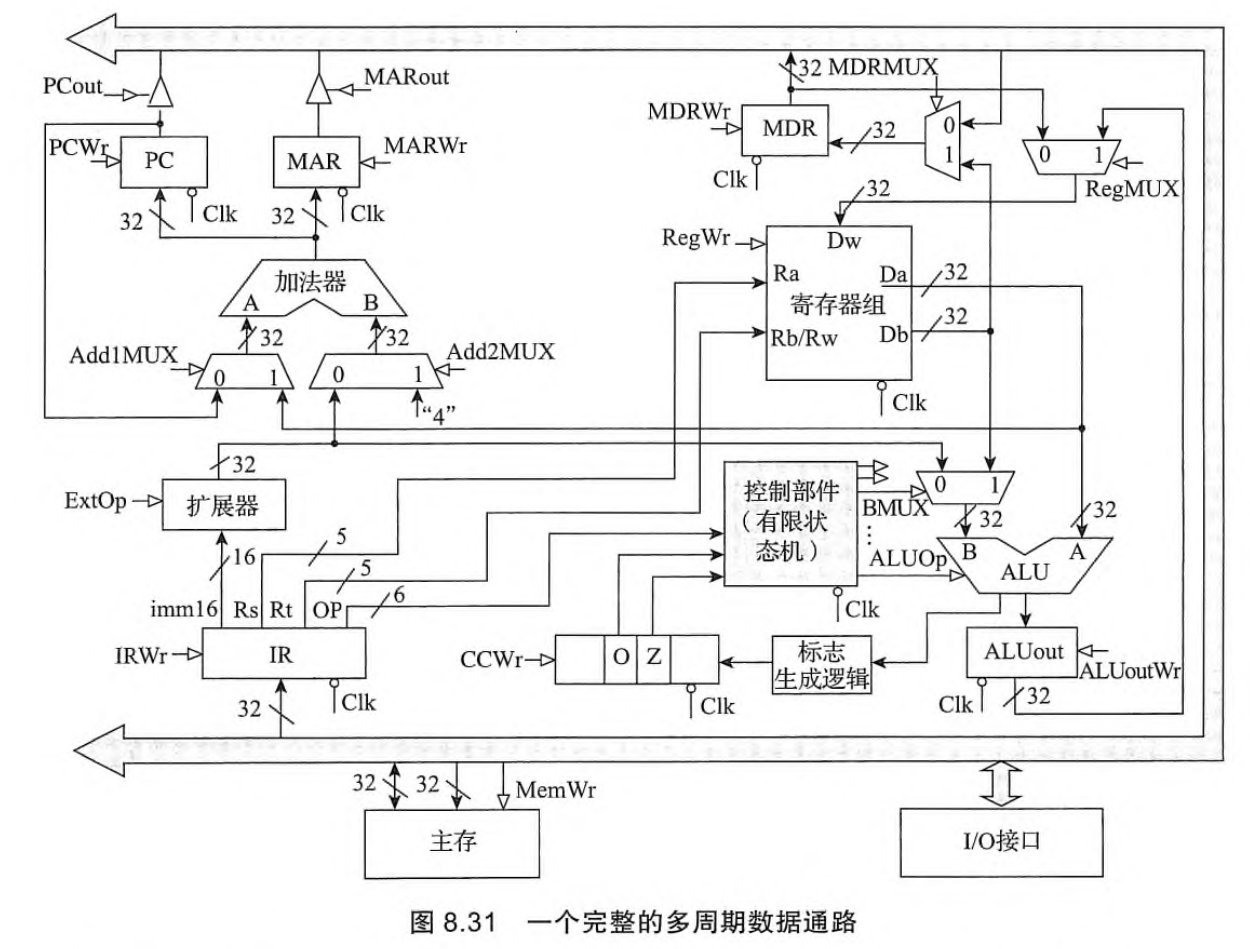 32 MDRMUX
PCout
MARout
MDRWr
MDR
32
0
1
0 1
RegMUX
PCWr
PC
MAR
MARWr
Clk
32
Clk
32
Clk
32
RegWr
Dw
Ra
Da
32
寄存器组
Rb/Rw
Db
32
Clk
加法器
A B
32
32
Add1MUX
0 1
0 1
Add2MUX
“4”
32
ExtOp
扩展器
控制部件
（有限状
态机）
BMUX
0 1
⋮
32
32
ALUOp
B A
ALU
Clk
16
5
5
6
imm16 Rs Rt OP
IRWr
IR
Clk
32
CCWr
O Z
Clk
标志
生成逻辑
ALUout
ALUoutWr
Clk
32
32
32
MemWr
主存
I/O接口
图 8.31 一个完整的多周期数据通路